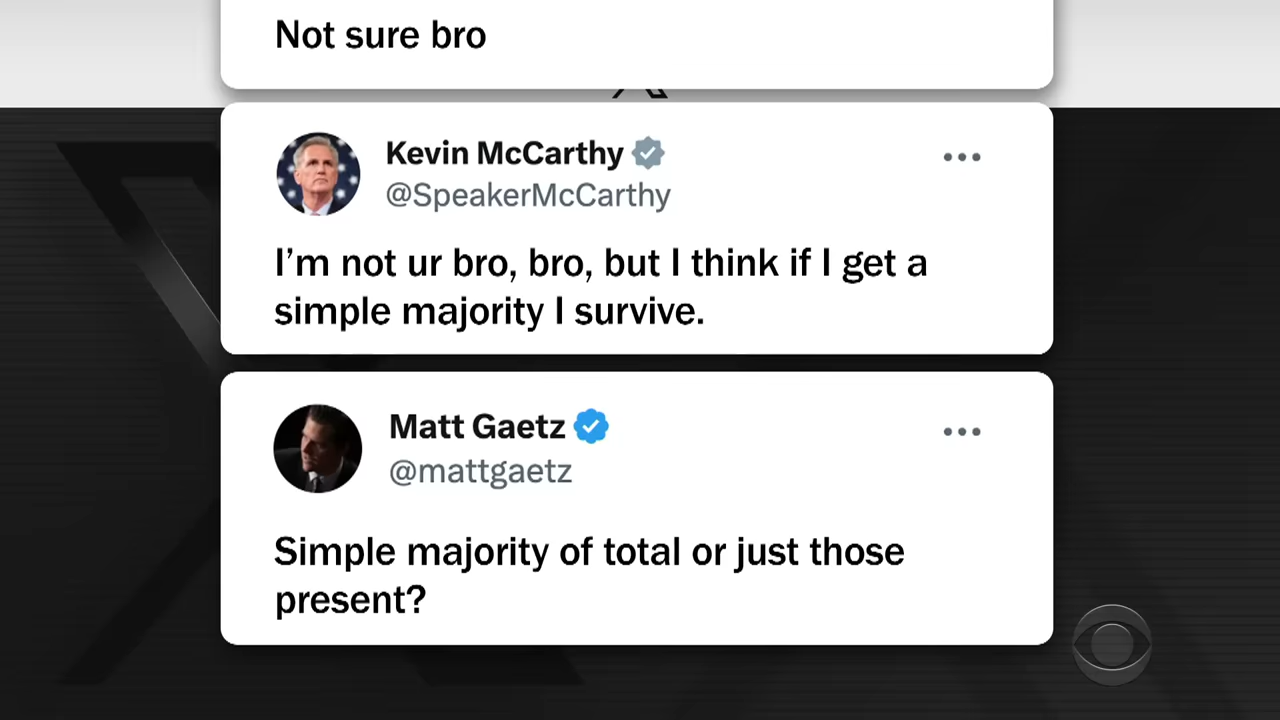 Not sure bro
Kevin McCarthy
@SpeakerMcCarthy
I'm not ur bro, bro, but I think if I get a
simple majority I survive.
Matt Gaetz
@mattgaetz
Simple majority of total or just those
present?